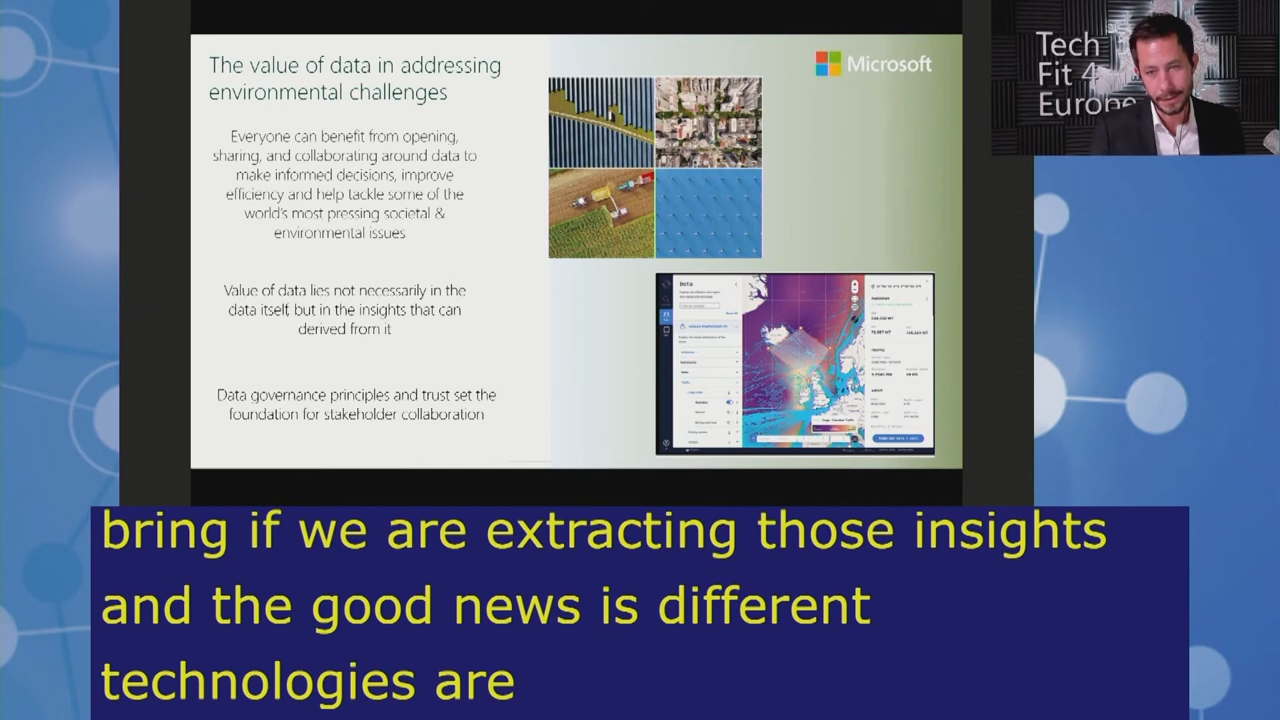 The value of data in addressing
environmental challenges
Everyone can benefit from opening,
sharing, and collaborating around data to
make informed decisions, improve
efficiency and help tackle some of the
world's most pressing societal &
environmental issues
Value of data lies not necessarily in the
data itself, but in the insights that can
derived from it
Data governance principles and trust set the
foundation for stakeholder collaboration
Microsoft
Data
Tech
Fit 4
Europe
bring if we are extracting those insights
and the good news is different
technologies are